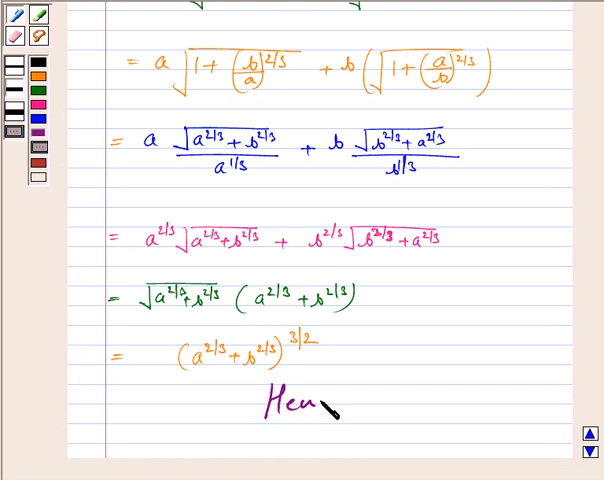 = a √(1 + (b/a)^2/3) + b (√(1 + (a/b)^2/3))
= a √(a^2/3 + b^2/3) / a^1/3 + b √(b^2/3 + a^2/3) / b^1/3
= a^2/3 √(a^2/3 + b^2/3) + b^2/3 √(b^2/3 + a^2/3)
= √(a^2/3 + b^2/3) (a^2/3 + b^2/3)
= (a^2/3 + b^2/3)^3/2
Hen